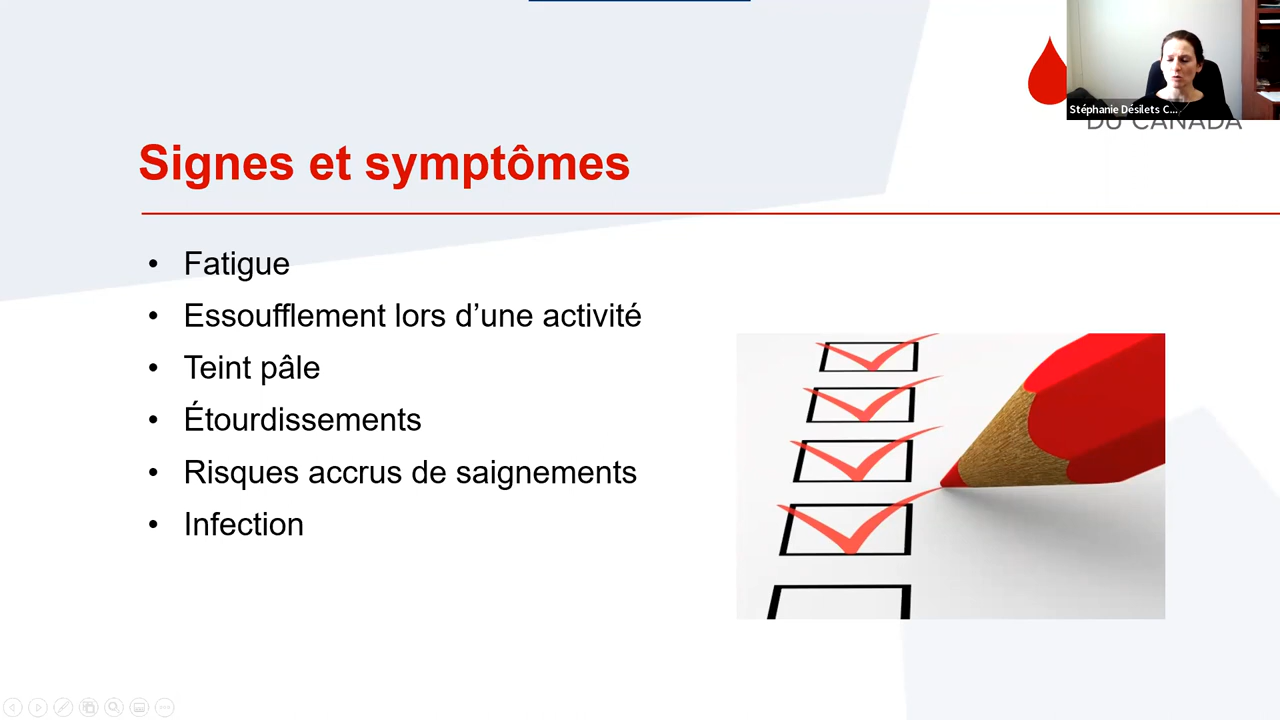 Stéphanie Désilets C...
DU CANADA
Signes et symptômes
• Fatigue
• Essoufflement lors d’une activité
• Teint pâle
• Étourdissements
• Risques accrus de saignements
• Infection